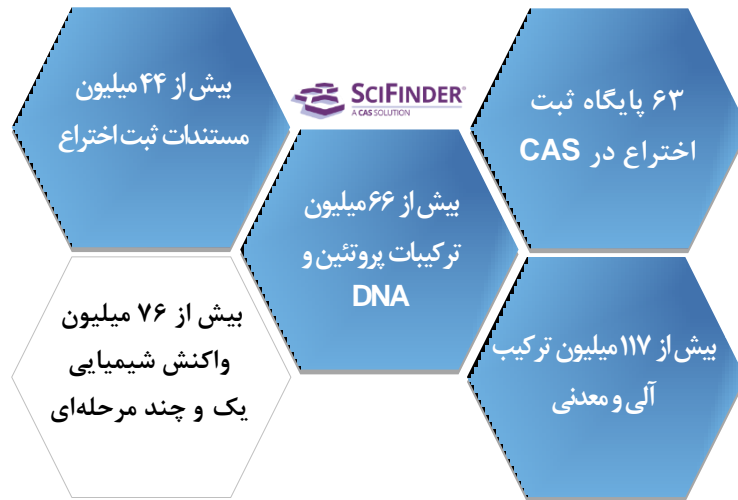 ۶۳ پایگاه ثبت
اختراع در CAS
SCIFINDER®
A CAS SOLUTION
بیش از ۴۴ میلیون
مستندات ثبت اختراع
بیش از ۶۶ میلیون
ترکیبات پروتئین و
DNA
بیش از ۱۱۷ میلیون ترکیب
آلی و معدنی
بیش از ۷۶ میلیون
واکنش شیمیایی
یک و چند مرحله‌ای